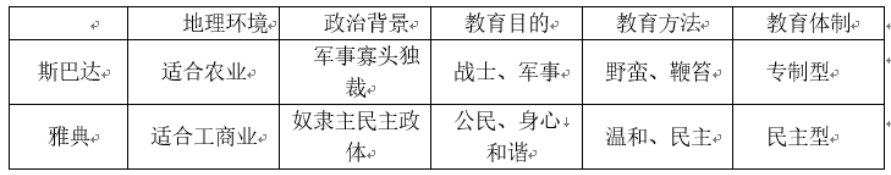 地理环境 政治背景 教育目的 教育方法 教育体制
斯巴达 适合农业 军事寡头独裁 战士、军事 野蛮、鞭笞 专制型
雅典 适合工商业 奴隶主民主政体 公民、身心和谐 温和、民主 民主型